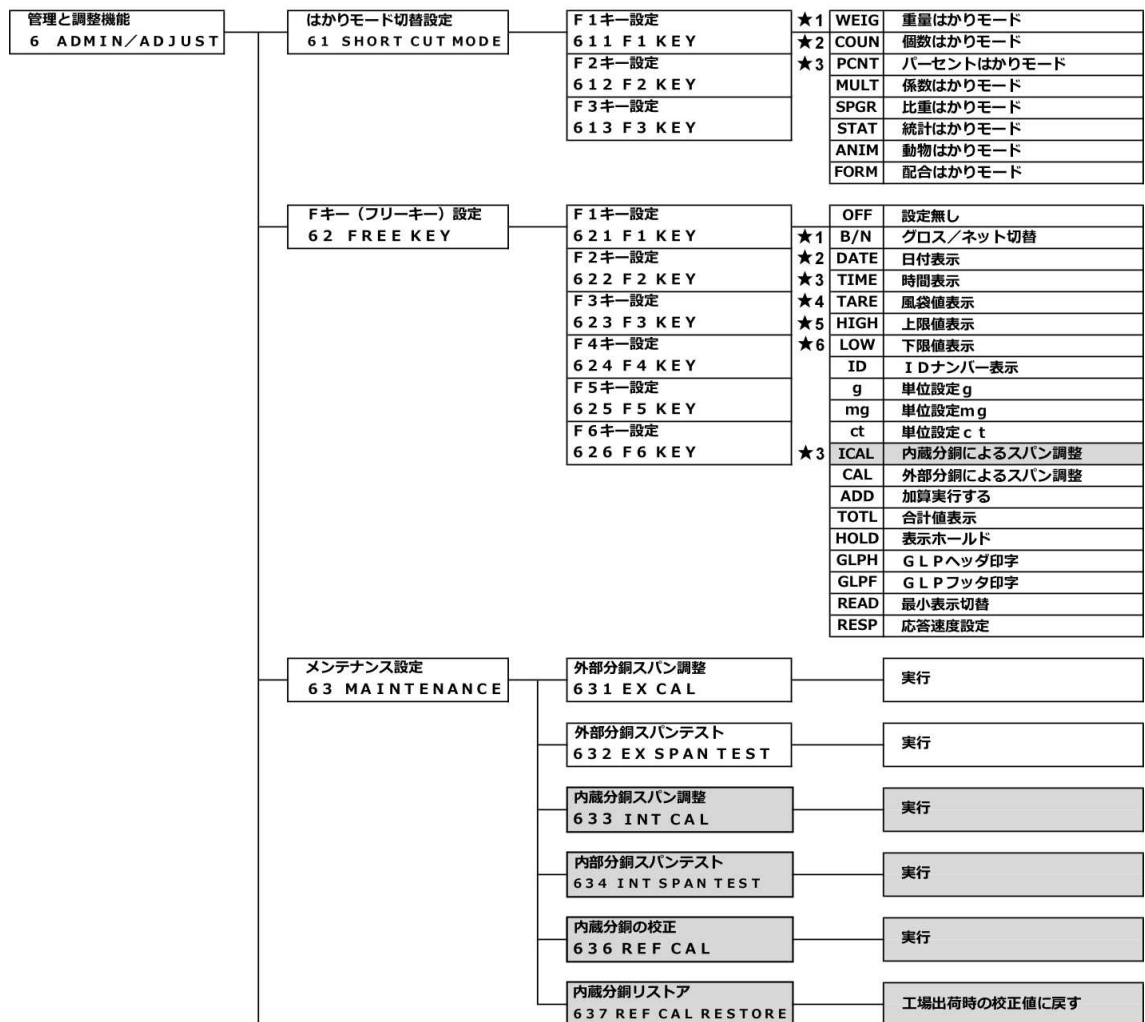 管理と調整機能
6 ADMIN／ADJUST
はかりモード切替設定
61 SHORT CUT MODE
F1キー設定
611 F1 KEY
F2キー設定
612 F2 KEY
F3キー設定
613 F3 KEY
★1 WEIG 重量はかりモード
★2 COUN 個数はかりモード
★3 PCNT パーセントはかりモード
MULT 係数はかりモード
SPGR 比重はかりモード
STAT 統計はかりモード
ANIM 動物はかりモード
FORM 配合はかりモード
Fキー（フリーキー）設定
62 FREE KEY
F1キー設定
621 F1 KEY
F2キー設定
622 F2 KEY
F3キー設定
623 F3 KEY
F4キー設定
624 F4 KEY
F5キー設定
625 F5 KEY
F6キー設定
626 F6 KEY
OFF 設定無し
★1 B/N グロス／ネット切替
★2 DATE 日付表示
★3 TIME 時間表示
★4 TARE 風袋値表示
★5 HIGH 上限値表示
★6 LOW 下限値表示
ID IDナンバー表示
g 単位設定g
mg 単位設定mg
ct 単位設定ct
★3 ICAL 内蔵分銅によるスパン調整
CAL 外部分銅によるスパン調整
ADD 加算実行する
TOTL 合計値表示
HOLD 表示ホールド
GLPH GLPヘッダ印字
GLPF GLPフッタ印字
READ 最小表示切替
RESP 応答速度設定
メンテナンス設定
63 MAINTENANCE
外部分銅スパン調整
631 EX CAL
実行
外部分銅スパンテスト
632 EX SPAN TEST
実行
内蔵分銅スパン調整
633 INT CAL
実行
内部分銅スパンテスト
634 INT SPAN TEST
実行
内蔵分銅の校正
636 REF CAL
実行
内蔵分銅リストア
637 REF CAL RESTORE
工場出荷時の校正値に戻す